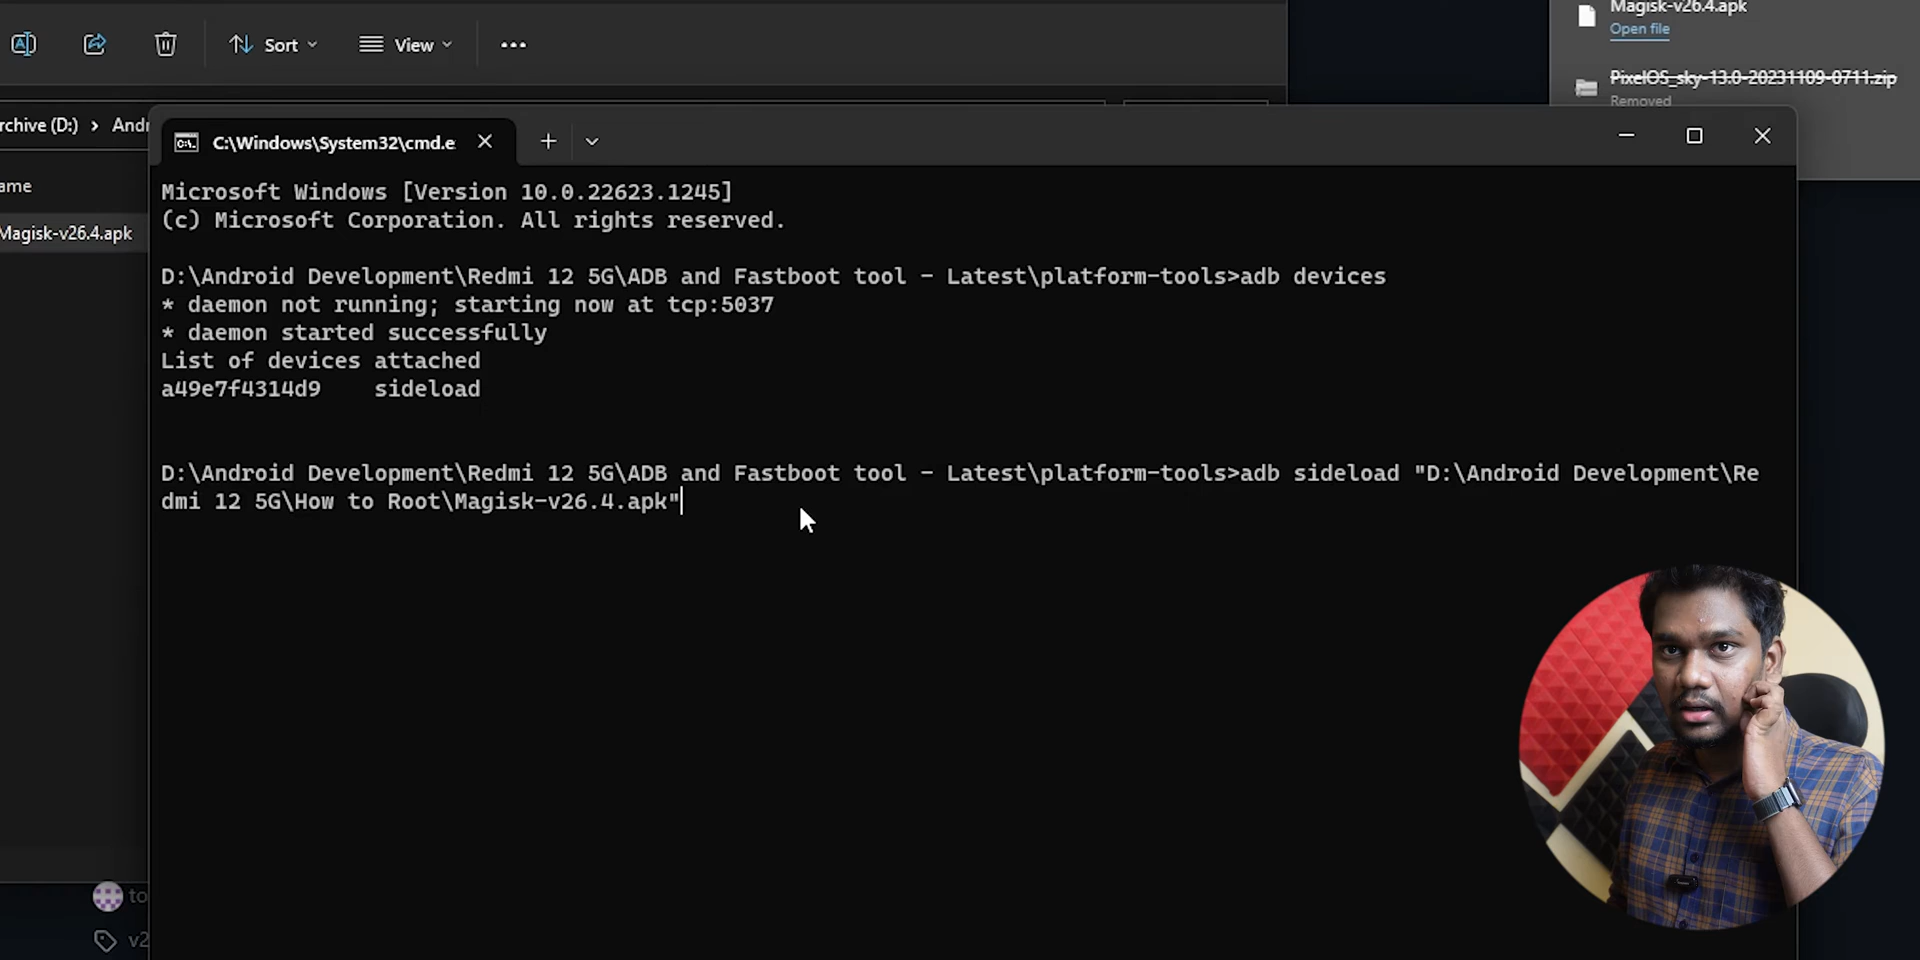 Magisk-v26.4.apk
Open file
Sort
View
PixelOS_sky-13.0-20231109-0711.zip
Removed
rchive (D:) > Andr
C:\Windows\System32\cmd.e
ame
Magisk-v26.4.apk
Microsoft Windows [Version 10.0.22623.1245]
(c) Microsoft Corporation. All rights reserved.
D:\Android Development\Redmi 12 5G\ADB and Fastboot tool - Latest\platform-tools>adb devices
* daemon not running; starting now at tcp:5037
* daemon started successfully
List of devices attached
a49e7f4314d9    sideload
D:\Android Development\Redmi 12 5G\ADB and Fastboot tool - Latest\platform-tools>adb sideload "D:\Android Development\Re
dmi 12 5G\How to Root\Magisk-v26.4.apk"
to
v2